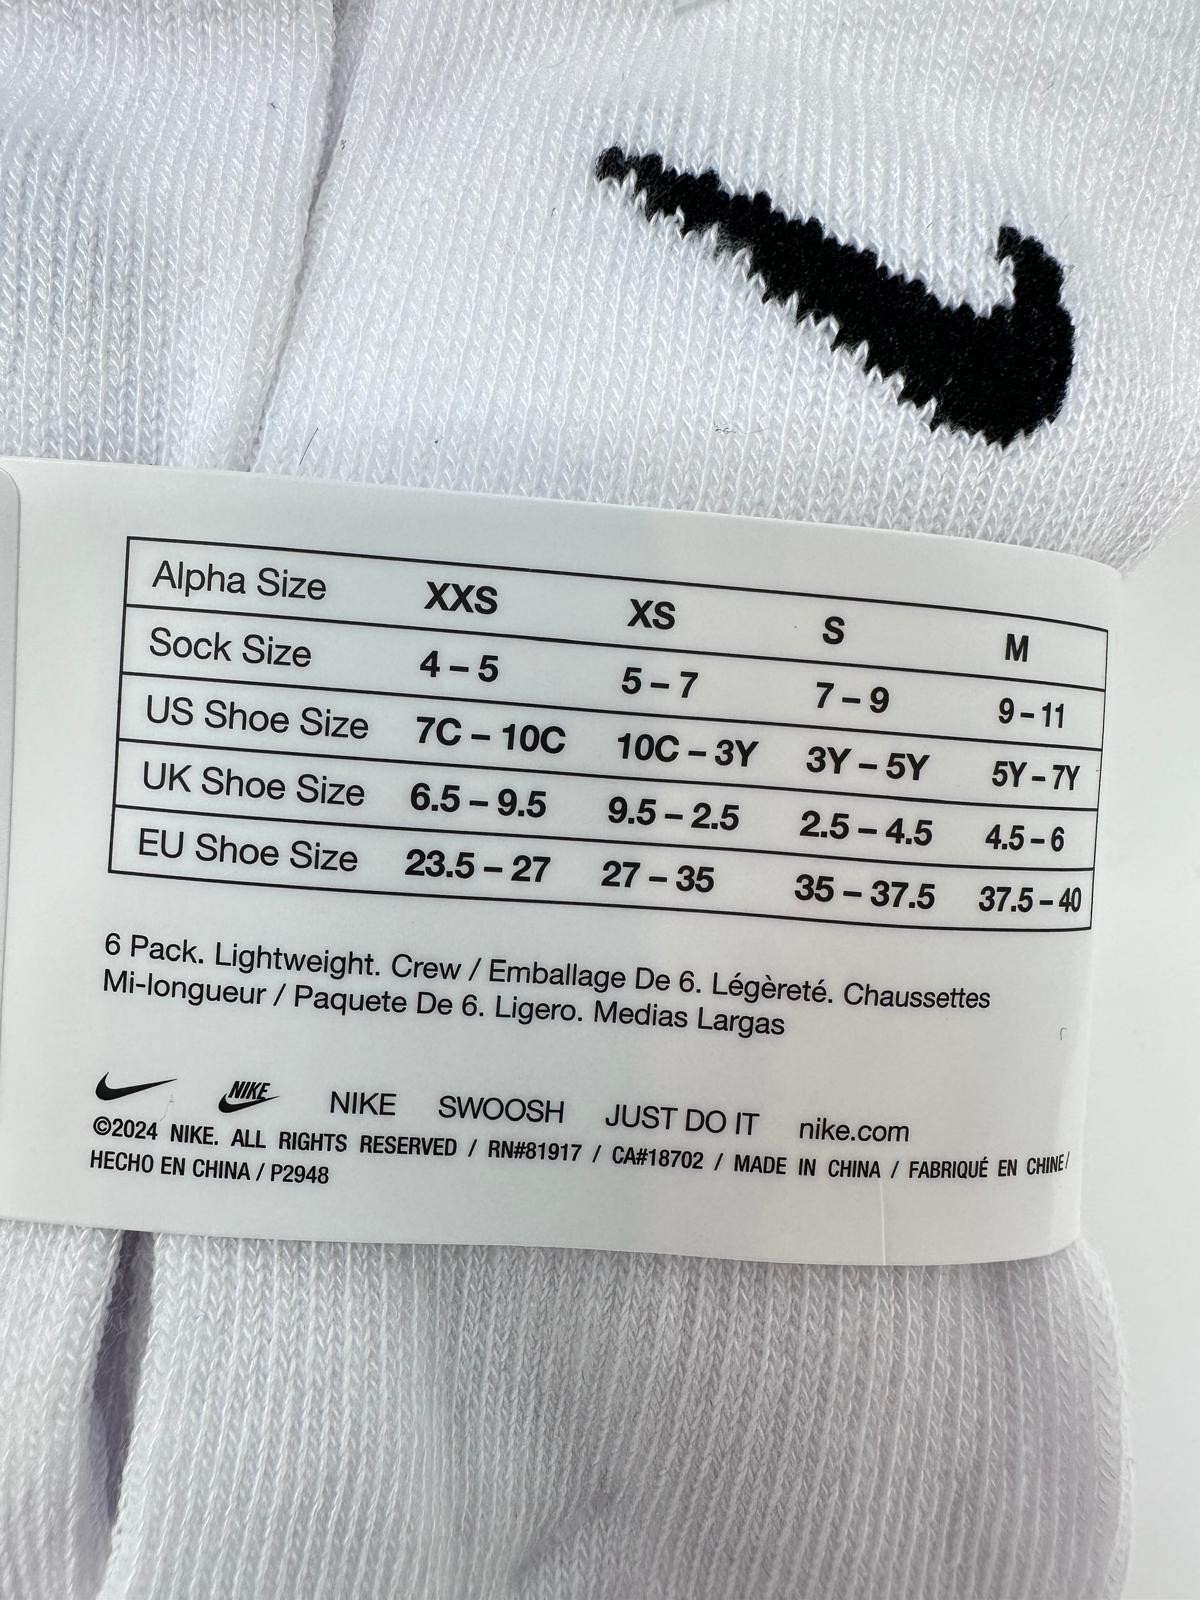 Alpha Size XXS XS S M
Sock Size 4 – 5 5 – 7 7 – 9 9 – 11
US Shoe Size 7C – 10C 10C – 3Y 3Y – 5Y 5Y – 7Y
UK Shoe Size 6.5 – 9.5 9.5 – 2.5 2.5 – 4.5 4.5 – 6
EU Shoe Size 23.5 – 27 27 – 35 35 – 37.5 37.5 – 40
6 Pack. Lightweight. Crew / Emballage De 6. Légèreté. Chaussettes
Mi-longueur / Paquete De 6. Ligero. Medias Largas
NIKE NIKE SWOOSH JUST DO IT nike.com
©2024 NIKE. ALL RIGHTS RESERVED / RN#81917 / CA#18702 / MADE IN CHINA / FABRIQUÉ EN CHINE/
HECHO EN CHINA / P2948